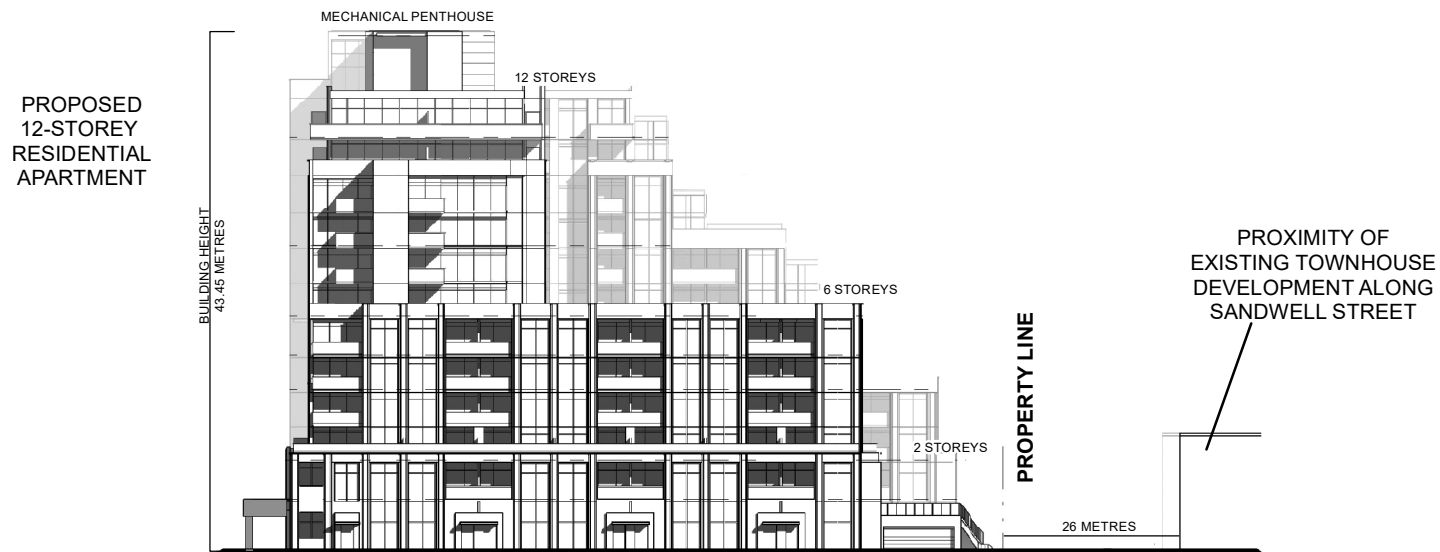 MECHANICAL PENTHOUSE
12 STOREYS
PROPOSED
12-STOREY
RESIDENTIAL
APARTMENT
BUILDING HEIGHT
43.45 METRES
6 STOREYS
PROXIMITY OF
EXISTING TOWNHOUSE
DEVELOPMENT ALONG
SANDWELL STREET
PROPERTY LINE
2 STOREYS
26 METRES